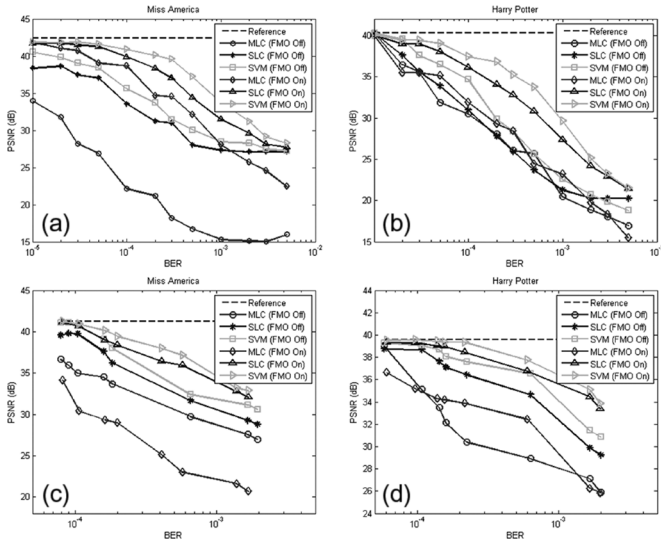 Miss America
45
40
35
30
25
20
15
PSNR (dB)
10^-5
10^-4
10^-3
10^-2
BER
Reference
MLC (FMO Off)
SLC (FMO Off)
SVM (FMO Off)
MLC (FMO On)
SLC (FMO On)
SVM (FMO On)
(a)
Harry Potter
40
35
30
25
20
15
PSNR (dB)
10^-4
10^-3
BER
Reference
MLC (FMO Off)
SLC (FMO Off)
SVM (FMO Off)
MLC (FMO On)
SLC (FMO On)
SVM (FMO On)
(b)
Miss America
45
40
35
30
25
20
PSNR (dB)
10^-4
10^-3
BER
Reference
MLC (FMO Off)
SLC (FMO Off)
SVM (FMO Off)
MLC (FMO On)
SLC (FMO On)
SVM (FMO On)
(c)
Harry Potter
44
42
40
38
36
34
32
30
28
26
24
PSNR (dB)
10^-4
10^-3
BER
Reference
MLC (FMO Off)
SLC (FMO Off)
SVM (FMO Off)
MLC (FMO On)
SLC (FMO On)
SVM (FMO On)
(d)